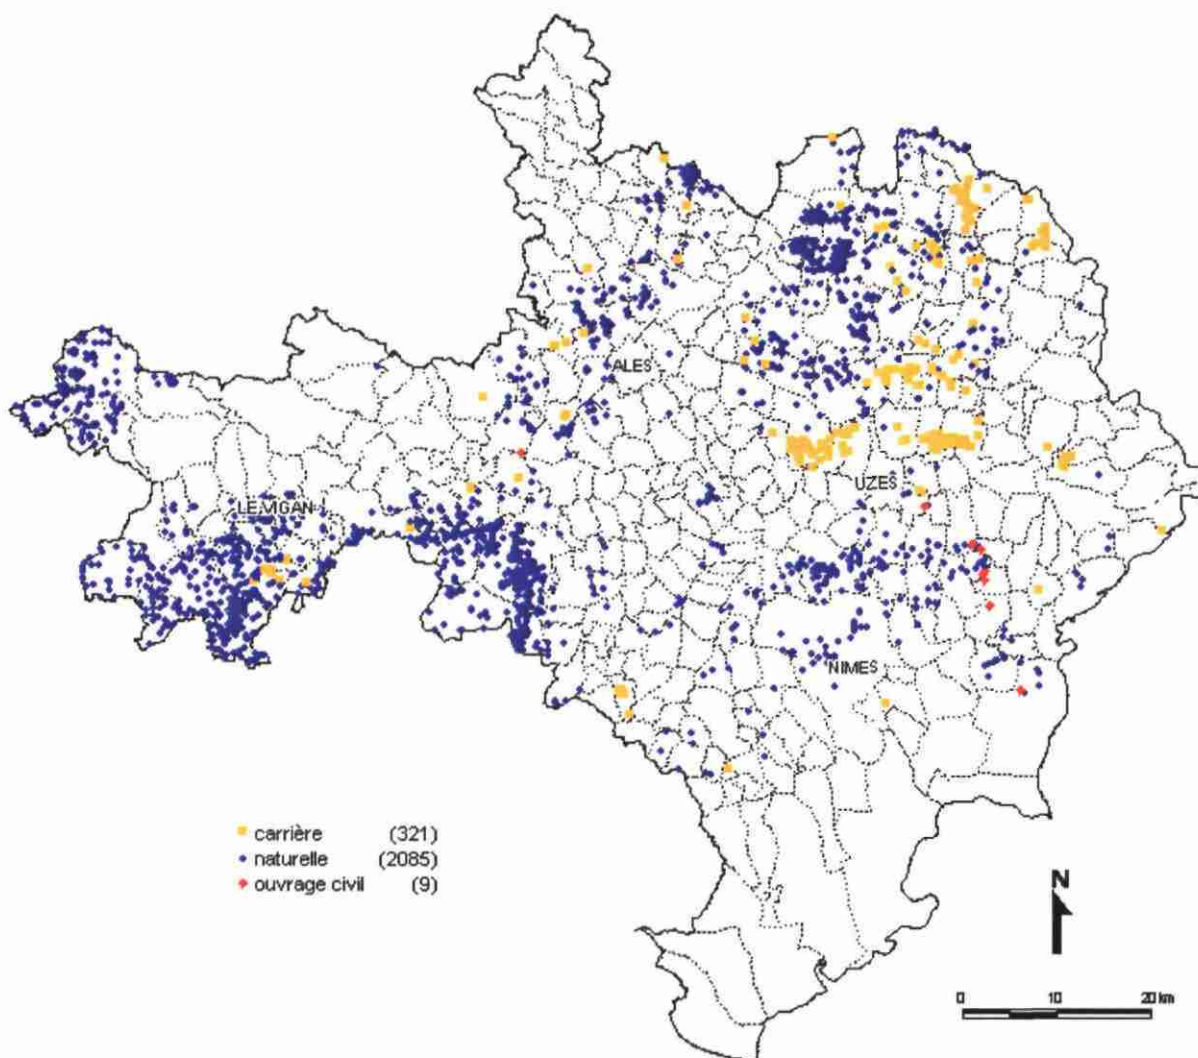 ALES
UZES
LE VIGAN
NIMES
carrière (321)
naturelle (2085)
ouvrage civil (9)
N
0 10 20 km